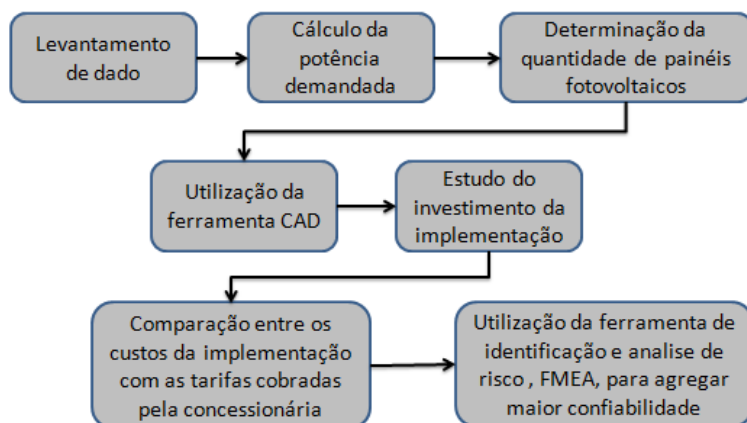 Levantamento
de dado
Cálculo da
potência
demandada
Determinação da
quantidade de painéis
fotovoltaicos
Utilização da
ferramenta CAD
Estudo do
investimento da
implementação
Comparação entre os
custos da implementação
com as tarifas cobradas
pela concessionária
Utilização da ferramenta de
identificação e analise de
risco , FMEA, para agregar
maior confiabilidade